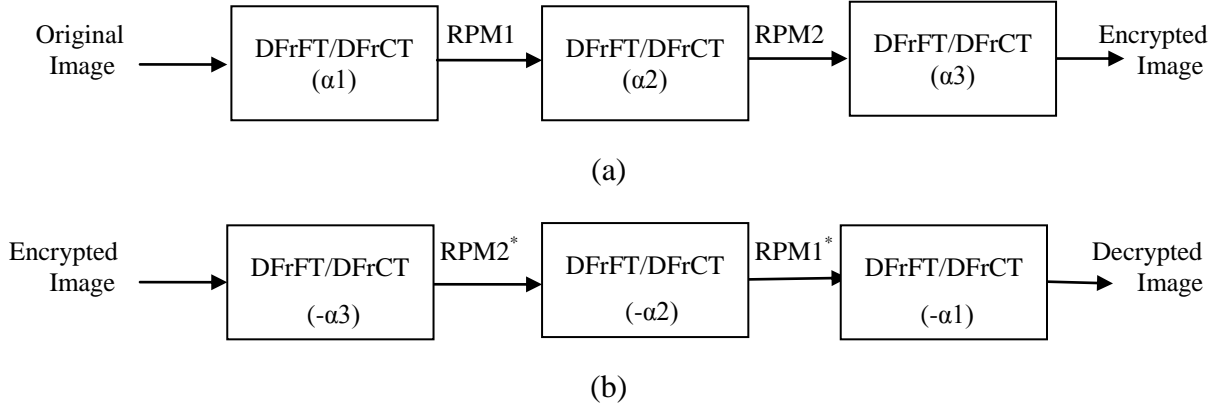 Original
Image
DFrFT/DFrCT
(α1)
RPM1
DFrFT/DFrCT
(α2)
RPM2
DFrFT/DFrCT
(α3)
Encrypted
Image
(a)
Encrypted
Image
DFrFT/DFrCT
(-α3)
RPM2*
DFrFT/DFrCT
(-α2)
RPM1*
DFrFT/DFrCT
(-α1)
Decrypted
Image
(b)